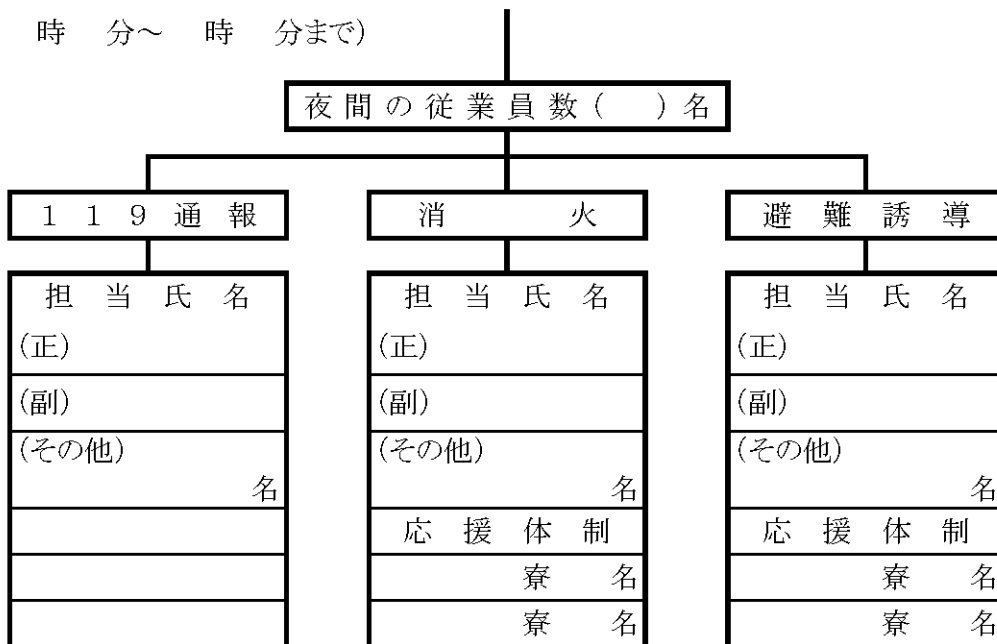 時 分～ 時 分まで)
夜間の従業員数( )名
１１９通報
消火
避難誘導
担当氏名
(正)
(副)
(その他)
名
担当氏名
(正)
(副)
(その他)
名
応援体制
寮 名
寮 名
担当氏名
(正)
(副)
(その他)
名
応援体制
寮 名
寮 名